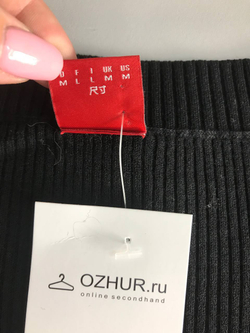 F I UK US
M L L M M
尺寸
OZHUR.ru
online secondhand